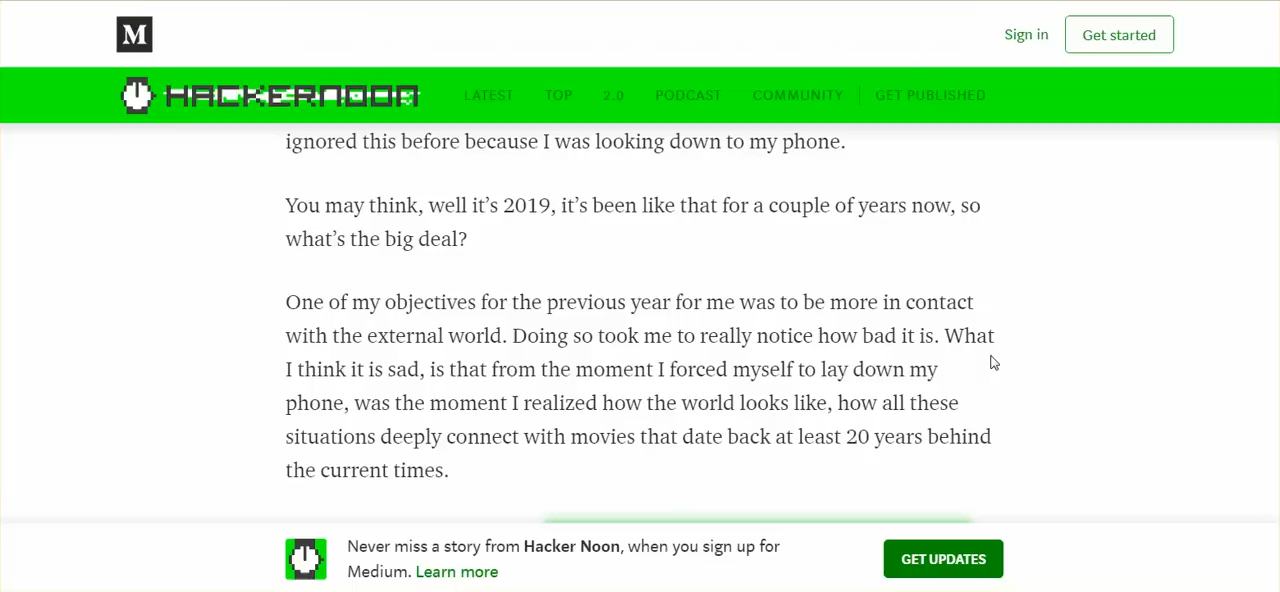 M
Sign in
Get started
HACKERNOON
LATEST
TOP
2.0
PODCAST
COMMUNITY
GET PUBLISHED
ignored this before because I was looking down to my phone.
You may think, well it’s 2019, it’s been like that for a couple of years now, so
what’s the big deal?
One of my objectives for the previous year for me was to be more in contact
with the external world. Doing so took me to really notice how bad it is. What
I think it is sad, is that from the moment I forced myself to lay down my
phone, was the moment I realized how the world looks like, how all these
situations deeply connect with movies that date back at least 20 years behind
the current times.
Never miss a story from Hacker Noon, when you sign up for
Medium. Learn more
GET UPDATES